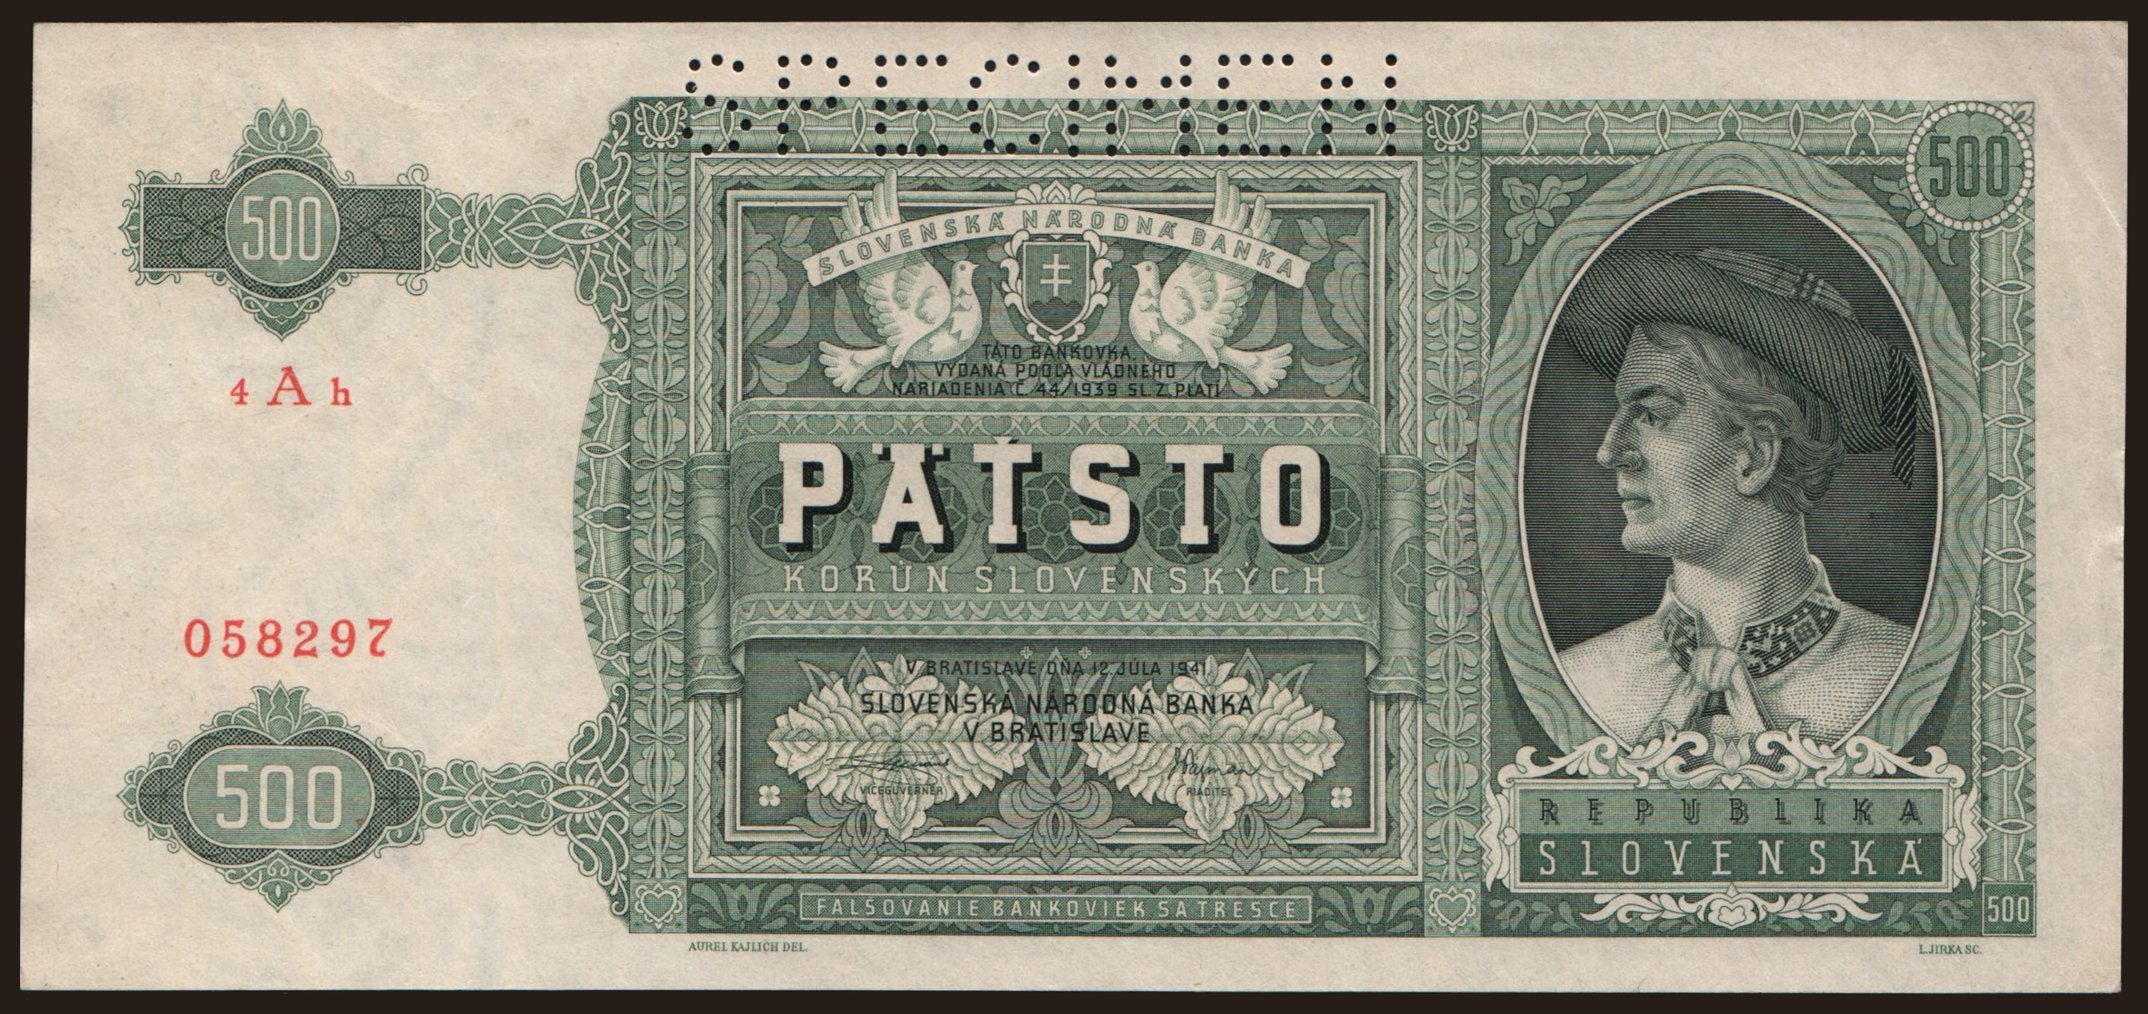 SPECIMEN
500
500
SLOVENSKÁ NÁRODNÁ BANKA
TÁTO BANKOVKA,
VYDANÁ PODĽA VLÁDNEHO
NARIADENIA Č. 44/1939 SL. Z. PLATÍ
4 A h
PÄŤSTO
KORÚN SLOVENSKÝCH
058297
V BRATISLAVE DŇA 12. JÚLA 1941
SLOVENSKÁ NÁRODNÁ BANKA
V BRATISLAVE
VICEGUVERNÉR
RIADITEĽ
500
REPUBLIKA
SLOVENSKÁ
FALŠOVANIE BANKOVIEK SA TRESCE
500
AUREL KAJLICH DEL.
L. JIRKA SC.